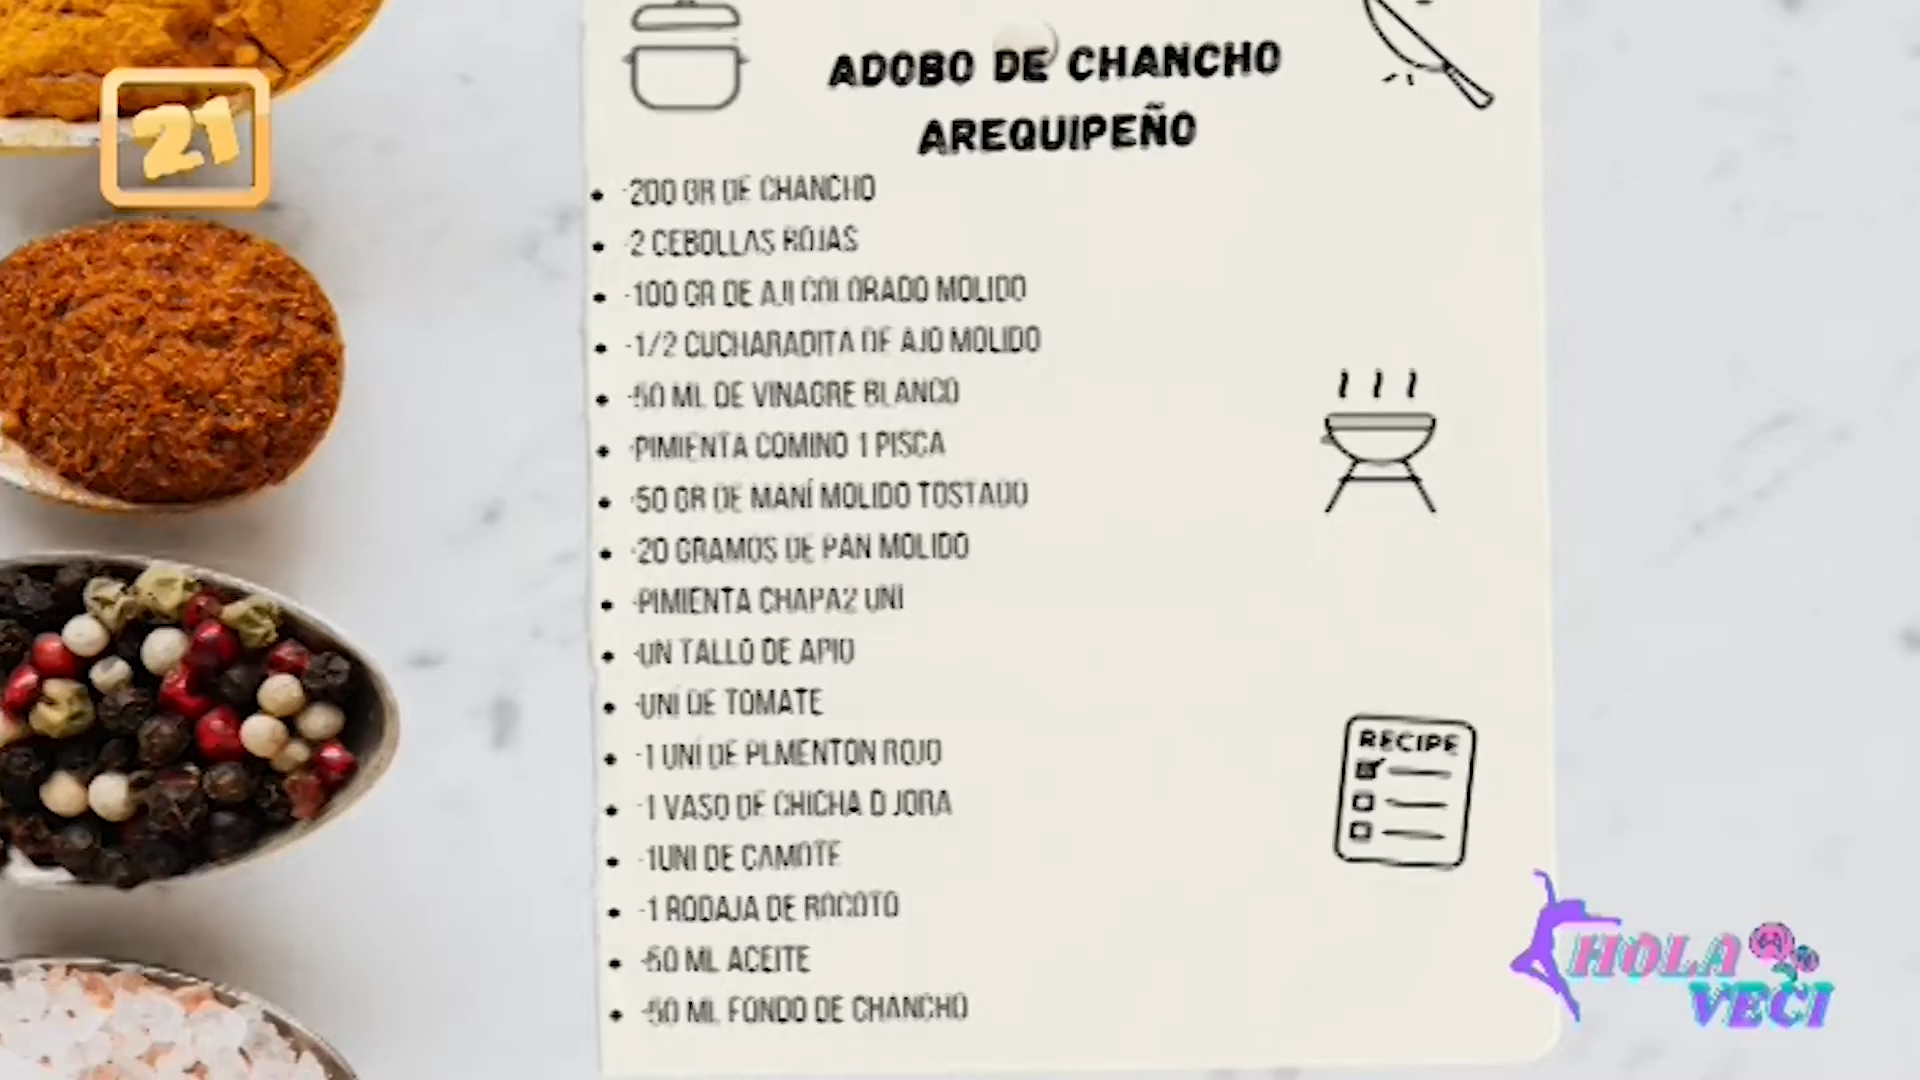 21
ADOBO DE CHANCHO
AREQUIPEÑO
• -200 GR DE CHANCHO
• -2 CEBOLLAS ROJAS
• -100 GR DE AJI COLORADO MOLIDO
• -1/2 CUCHARADITA DE AJO MOLIDO
• -50 ML DE VINAGRE BLANCO
• -PIMIENTA COMINO 1 PISCA
• -50 GR DE MANÍ MOLIDO TOSTADO
• -20 GRAMOS DE PAN MOLIDO
• -PIMIENTA CHAPA2 UNI
• -UN TALLO DE APIO
• -UNI DE TOMATE
• -1 UNI DE PLMENTON ROJO
• -1 VASO DE CHICHA D JORA
• -1UNI DE CAMOTE
• -1 RODAJA DE ROCOTO
• -50 ML ACEITE
• -50 ML FONDO DE CHANCHO
RECIPE
HOLA
VECI